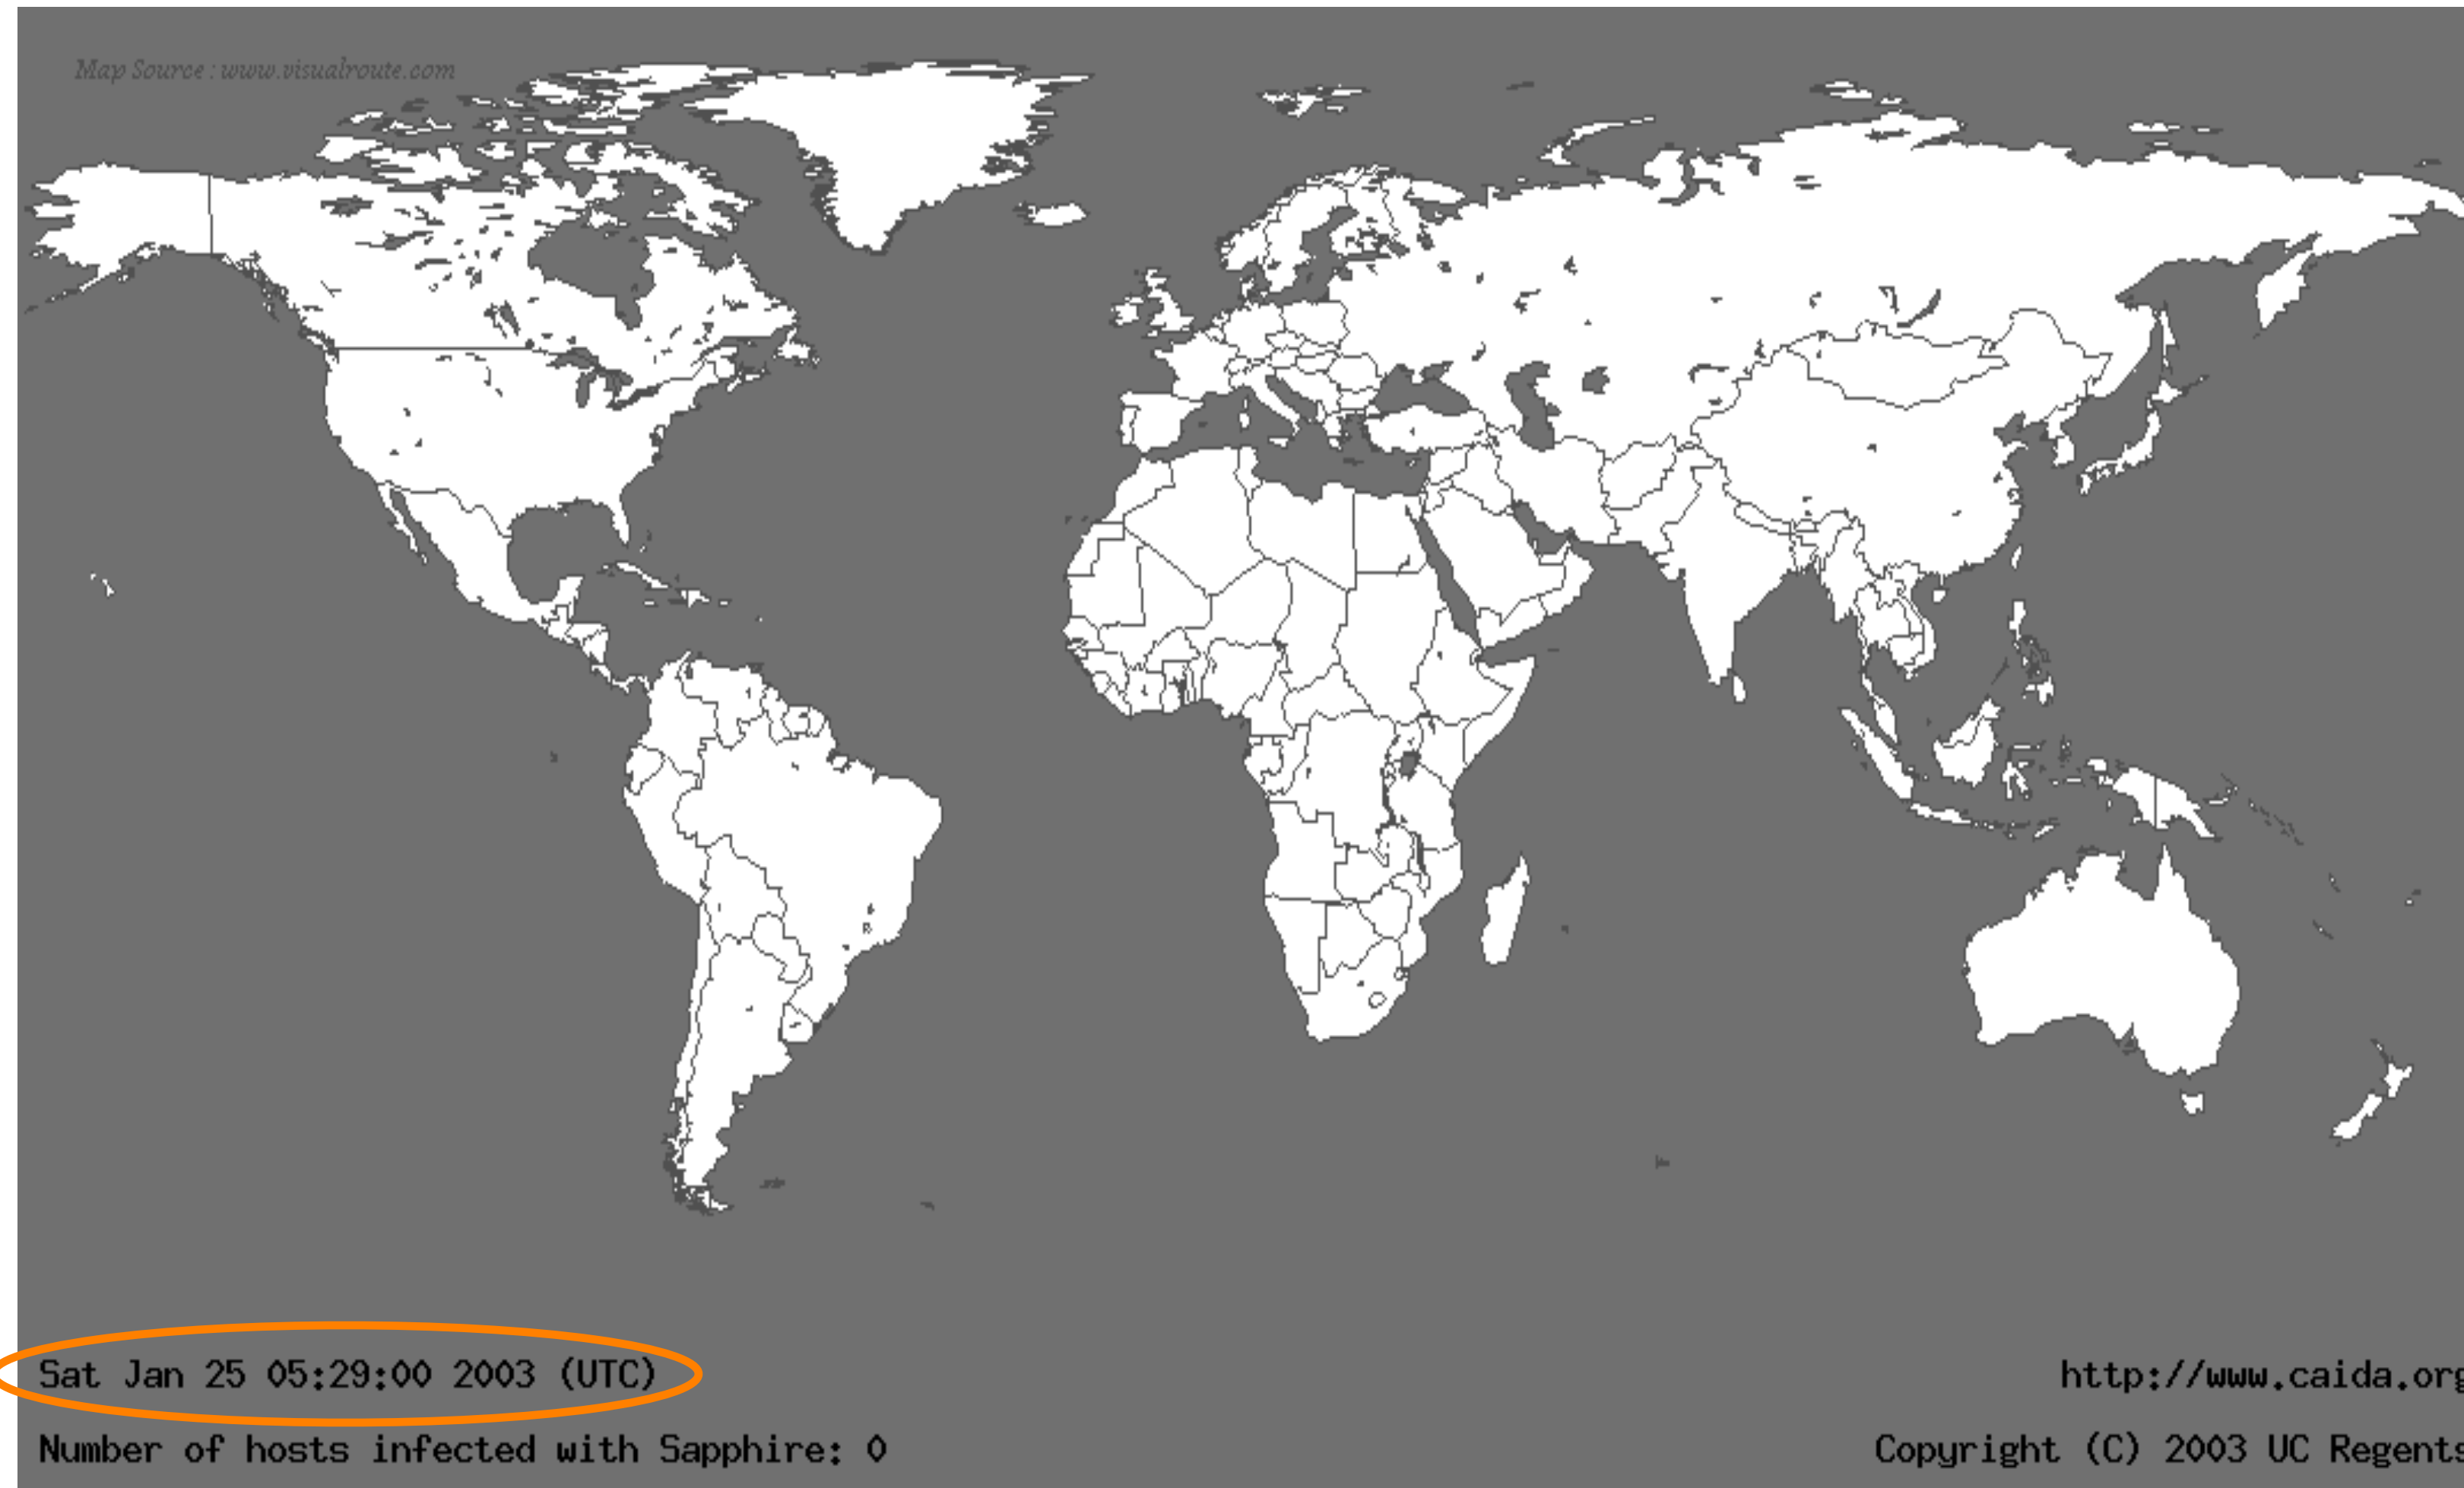 Map Source : www.visualroute.com
Sat Jan 25 05:29:00 2003 (UTC)
http://www.caida.org
Number of hosts infected with Sapphire: 0
Copyright (C) 2003 UC Regents